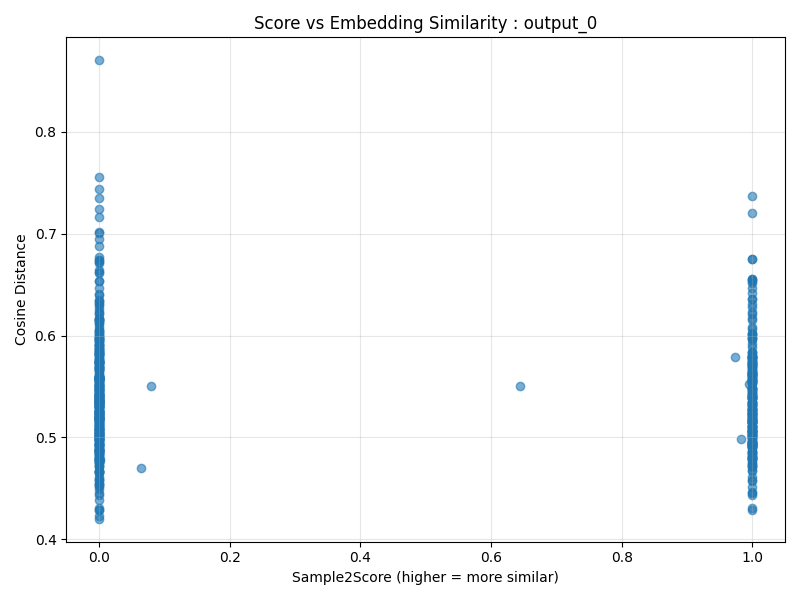 Score vs Embedding Similarity : output_0
Cosine Distance
0.8
0.7
0.6
0.5
0.4
0.0 0.2 0.4 0.6 0.8 1.0
Sample2Score (higher = more similar)